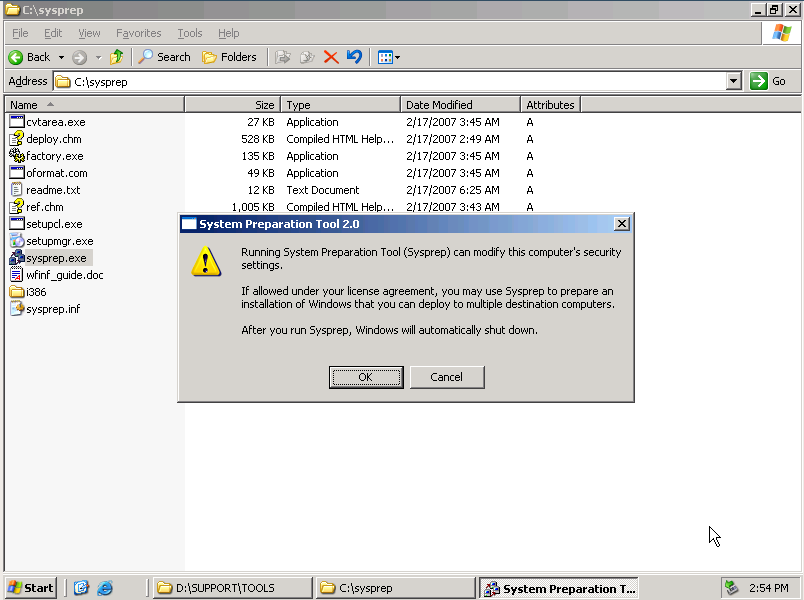 C:\sysprep
File Edit View Favorites Tools Help
Back Search Folders
Address C:\sysprep Go
Name Size Type Date Modified Attributes
cvtarea.exe 27 KB Application 2/17/2007 3:45 AM A
deploy.chm 528 KB Compiled HTML Help... 2/17/2007 2:49 AM A
factory.exe 135 KB Application 2/17/2007 3:45 AM A
oformat.com 49 KB Application 2/17/2007 3:45 AM A
readme.txt 12 KB Text Document 2/17/2007 6:25 AM A
ref.chm 1,005 KB Compiled HTML Help... 2/17/2007 3:43 AM A
setupcl.exe
setupmgr.exe
sysprep.exe
wfinf_guide.doc
i386
sysprep.inf
System Preparation Tool 2.0
Running System Preparation Tool (Sysprep) can modify this computer's security
settings.
If allowed under your license agreement, you may use Sysprep to prepare an
installation of Windows that you can deploy to multiple destination computers.
After you run Sysprep, Windows will automatically shut down.
OK Cancel
Start D:\SUPPORT\TOOLS C:\sysprep System Preparation T... 2:54 PM